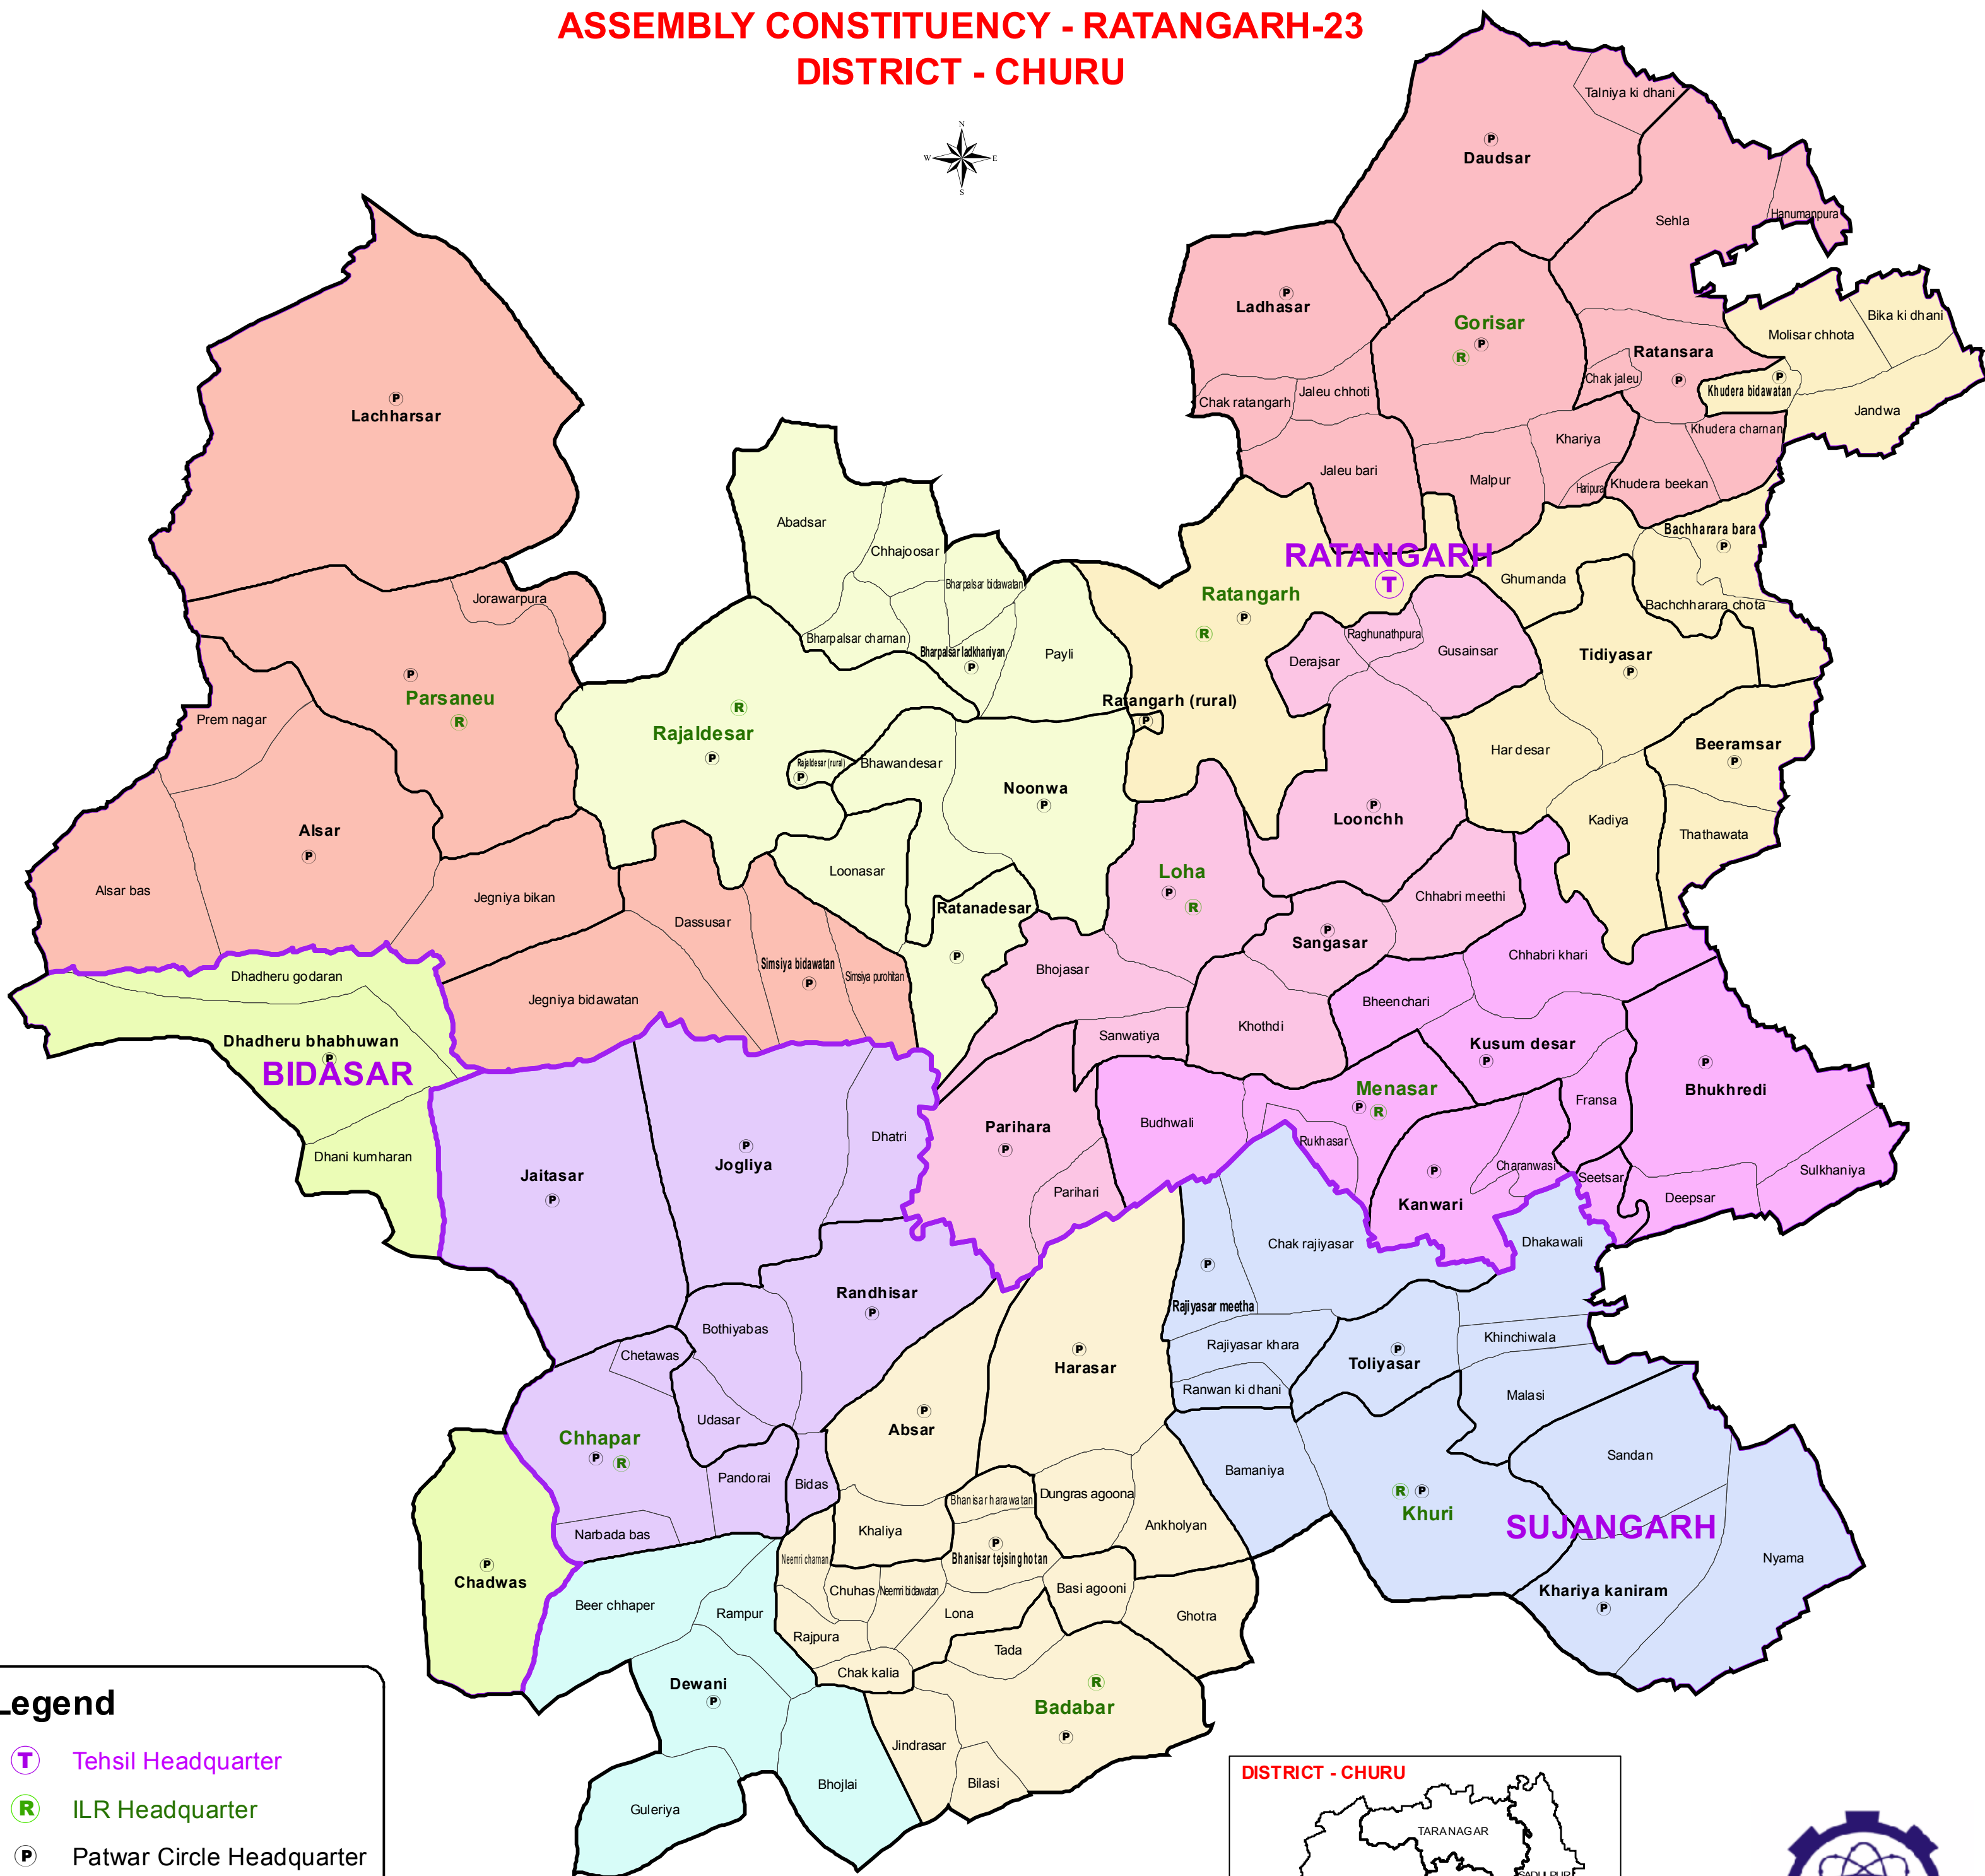 ASSEMBLY CONSTITUENCY - RATANGARH-23
DISTRICT - CHURU
N
W E
S
Talniya ki dhani
P
Daudsar
Sehla
Hanumanpura
P
Ladhasar
Gorisar
R P
Ratansara
P
Chak jaleu
Molisar chhota
Bika ki dhani
P
Khudera bidawatan
Jandwa
Chak ratangarh
Jaleu chhoti
Khariya
Khudera charnan
Jaleu bari
Malpur
Haripura
Khudera beekan
P
Lachharsar
Abadsar
Chhajoosar
Bharpalsar bidawatan
Bharpalsar charnan
Bharpalsar ladkhaniyan
P
Payli
RATANGARH
T
Ratangarh
P
R
Ghumanda
Bachharara bara
P
Bachchharara chota
Raghunathpura
Derajsar
Gusainsar
Tidiyasar
P
Jorawarpura
P
Parsaneu
R
Prem nagar
R
Rajaldesar
P
Rajaldesar (rural)
P
Bhawandesar
Ratangarh (rural)
P
Har desar
Beeramsar
P
Noonwa
P
P
Loonchh
Kadiya
Thathawata
Alsar
P
Alsar bas
Jegniya bikan
Loonasar
Loha
P R
Chhabri meethi
Dassusar
Ratanadesar
P
P
Sangasar
Chhabri khari
Simsiya bidawatan
P
Simsiya purohitan
Bhojasar
Dhadheru godaran
Jegniya bidawatan
Bheenchari
Khothdi
Sanwatiya
Dhadheru bhabhuwan
P
BIDASAR
Kusum desar
P
P
Bhukhredi
Menasar
P R
Fransa
Dhani kumharan
Jaitasar
P
P
Jogliya
Dhatri
Parihara
P
Budhwali
Rukhasar
Parihari
P
Kanwari
Charanwasi
Seetsar
Deepsar
Sulkhaniya
Chak rajiyasar
Dhakawali
P
Rajiyasar meetha
Randhisar
P
Bothiyabas
Chetawas
P
Harasar
Rajiyasar khara
P
Toliyasar
Khinchiwala
Ranwan ki dhani
Malasi
Udasar
P
Absar
Chhapar
P R
Pandorai
Bidas
Bamaniya
Sandan
Bhanisar harawatan
Dungras agoona
R P
Khuri
SUJANGARH
Narbada bas
Khaliya
Ankholyan
P
Bhanisar tejsinghotan
Neemri charnan
Nyama
P
Chadwas
Chuhas
Neemri bidawatan
Basi agooni
Khariya kaniram
P
Beer chhaper
Rampur
Lona
Ghotra
Rajpura
Tada
Chak kalia
Dewani
P
R
Badabar
P
Jindrasar
Bhojlai
Bilasi
Guleriya
Legend
T Tehsil Headquarter
R ILR Headquarter
P Patwar Circle Headquarter
DISTRICT - CHURU
TARANAGAR
SADULPUR